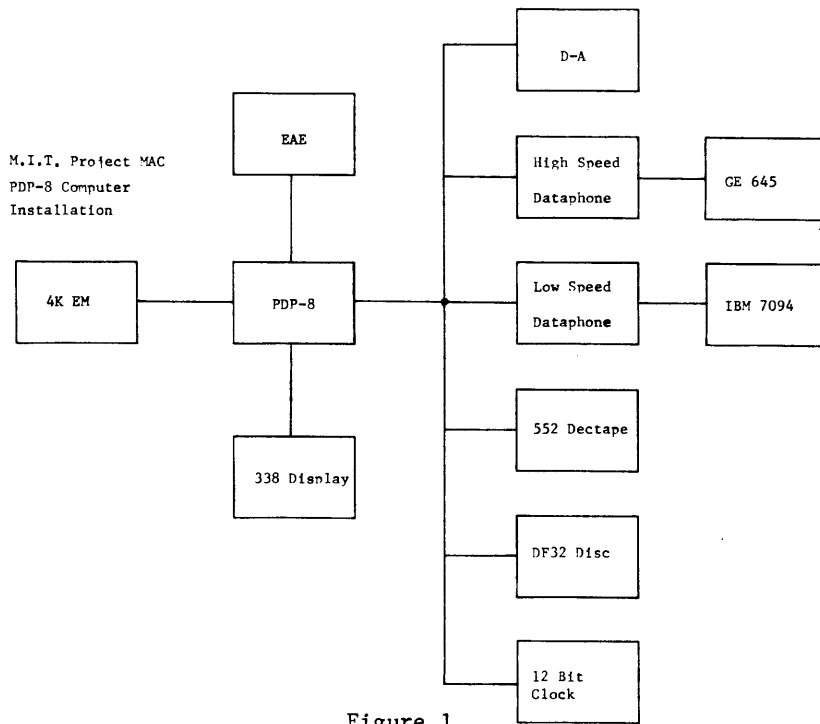 D-A
EAE
M.I.T. Project MAC
PDP-8 Computer
Installation
High Speed
Dataphone
GE 645
4K EM
PDP-8
Low Speed
Dataphone
IBM 7094
338 Display
552 Dectape
DF32 Disc
12 Bit
Clock
Figure 1